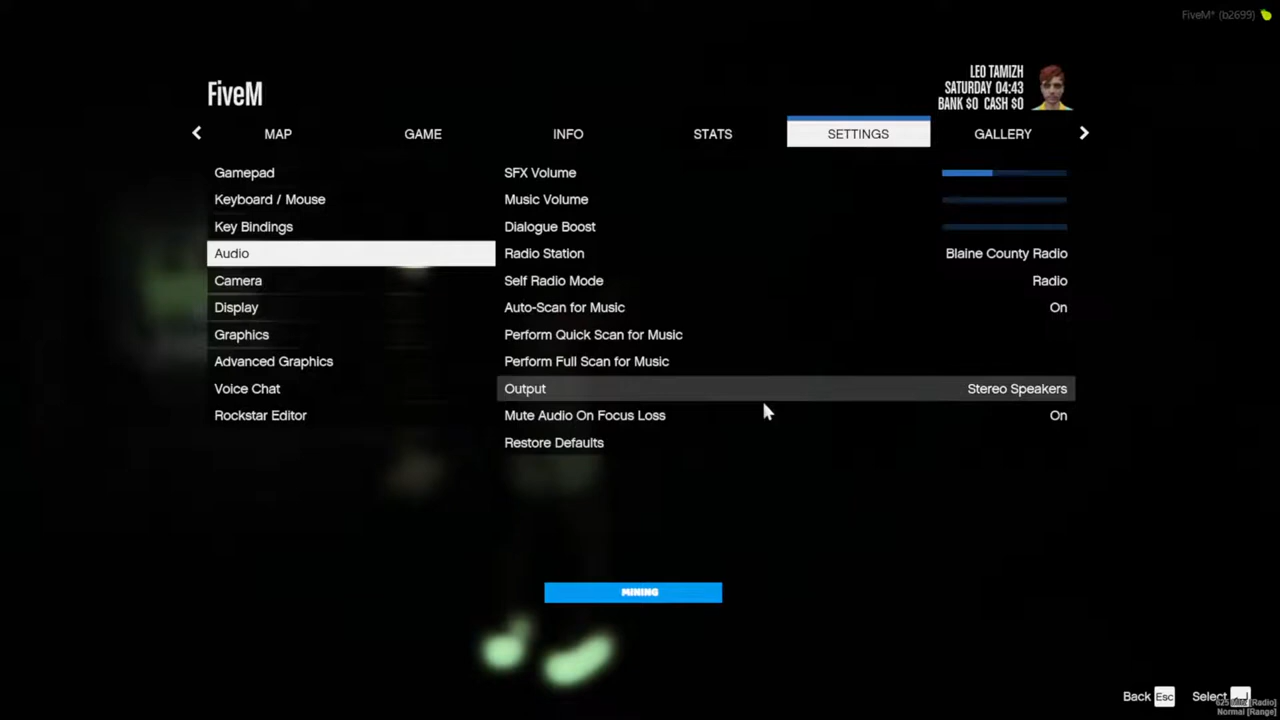 FiveM* (b2699)
FiveM
LEO TAMIZH
SATURDAY 04:43
BANK $0 CASH $0
MAP GAME INFO STATS SETTINGS GALLERY
Gamepad SFX Volume
Keyboard / Mouse Music Volume
Key Bindings Dialogue Boost
Audio Radio Station Blaine County Radio
Camera Self Radio Mode Radio
Display Auto-Scan for Music On
Graphics Perform Quick Scan for Music
Advanced Graphics Perform Full Scan for Music
Voice Chat Output Stereo Speakers
Rockstar Editor Mute Audio On Focus Loss On
Restore Defaults
MINING
Back Esc Select
[Radio]
Normal [Range]